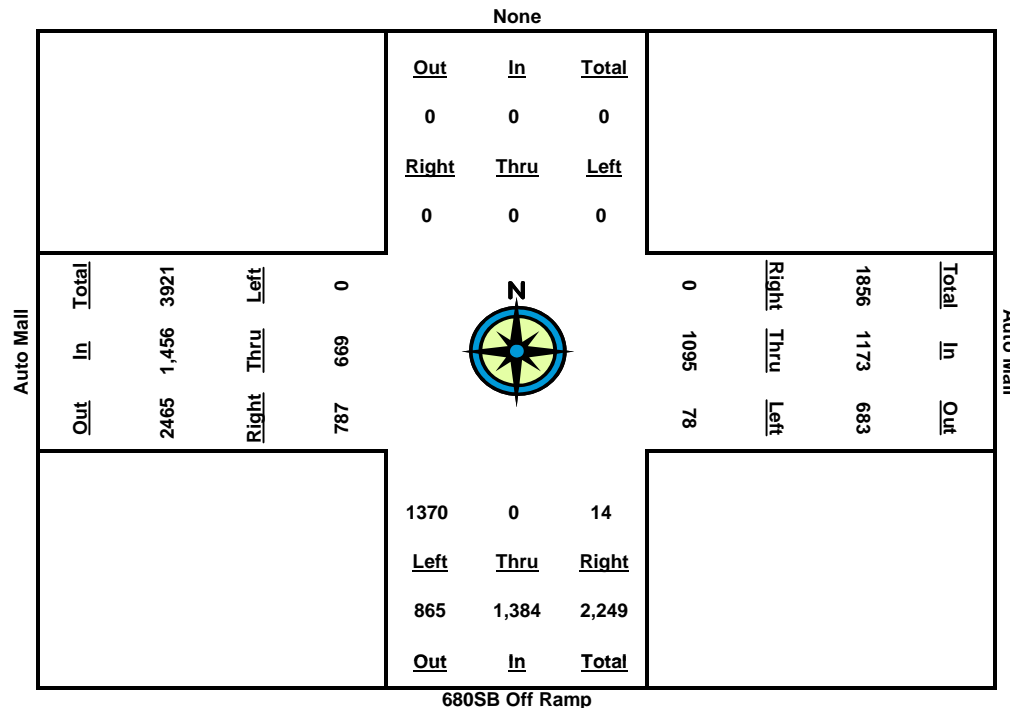 None
Out In Total
0 0 0
Right Thru Left
0 0 0
Auto Mall
Total 3921 Left 0
In 1,456 Thru 669
Out 2465 Right 787
N
0 Right 1856 Total
1095 Thru 1173 In
78 Left 683 Out
Auto Mall
1370 0 14
Left Thru Right
865 1,384 2,249
Out In Total
680SB Off Ramp